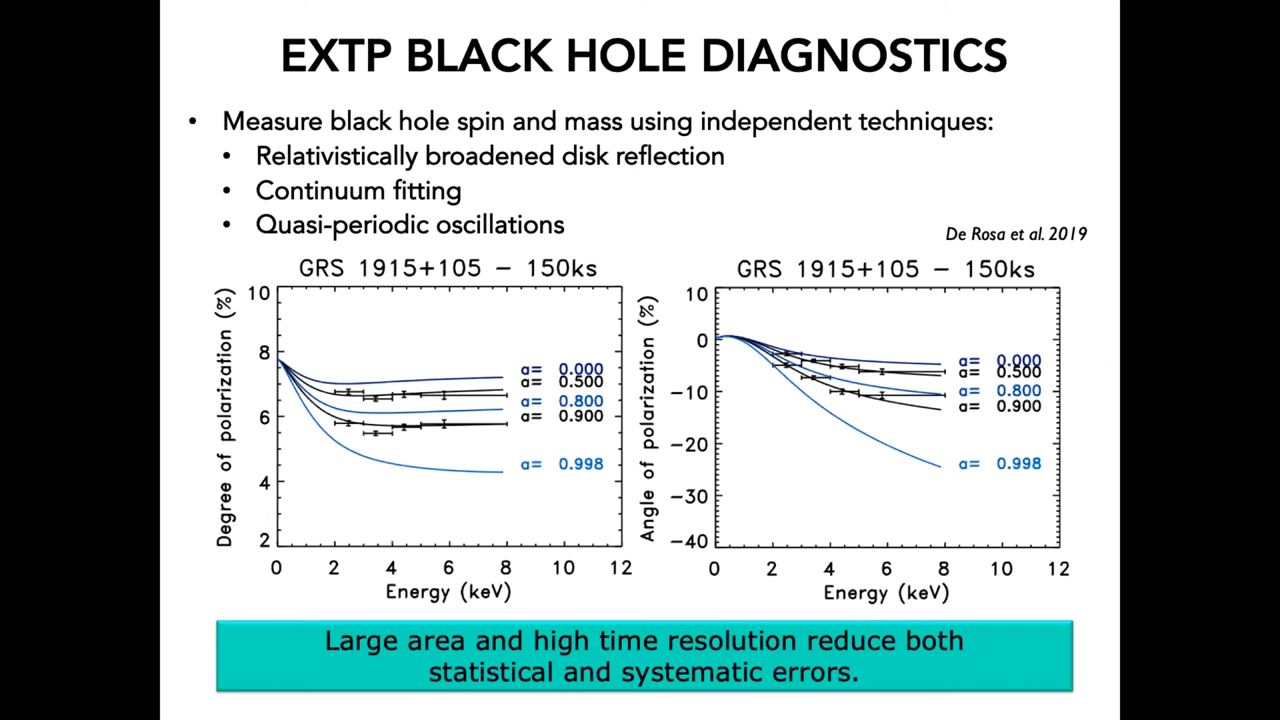 EXTP BLACK HOLE DIAGNOSTICS
• Measure black hole spin and mass using independent techniques:
• Relativistically broadened disk reflection
• Continuum fitting
• Quasi-periodic oscillations
De Rosa et al. 2019
GRS 1915+105 – 150ks
Degree of polarization (%)
10
8
6
4
2
0 2 4 6 8 10 12
Energy (keV)
a= 0.000
a= 0.500
a= 0.800
a= 0.900
a= 0.998
GRS 1915+105 – 150ks
Angle of polarization (%)
10
0
−10
−20
−30
−40
0 2 4 6 8 10 12
Energy (keV)
a= 0.000
a= 0.500
a= 0.800
a= 0.900
a= 0.998
Large area and high time resolution reduce both
statistical and systematic errors.